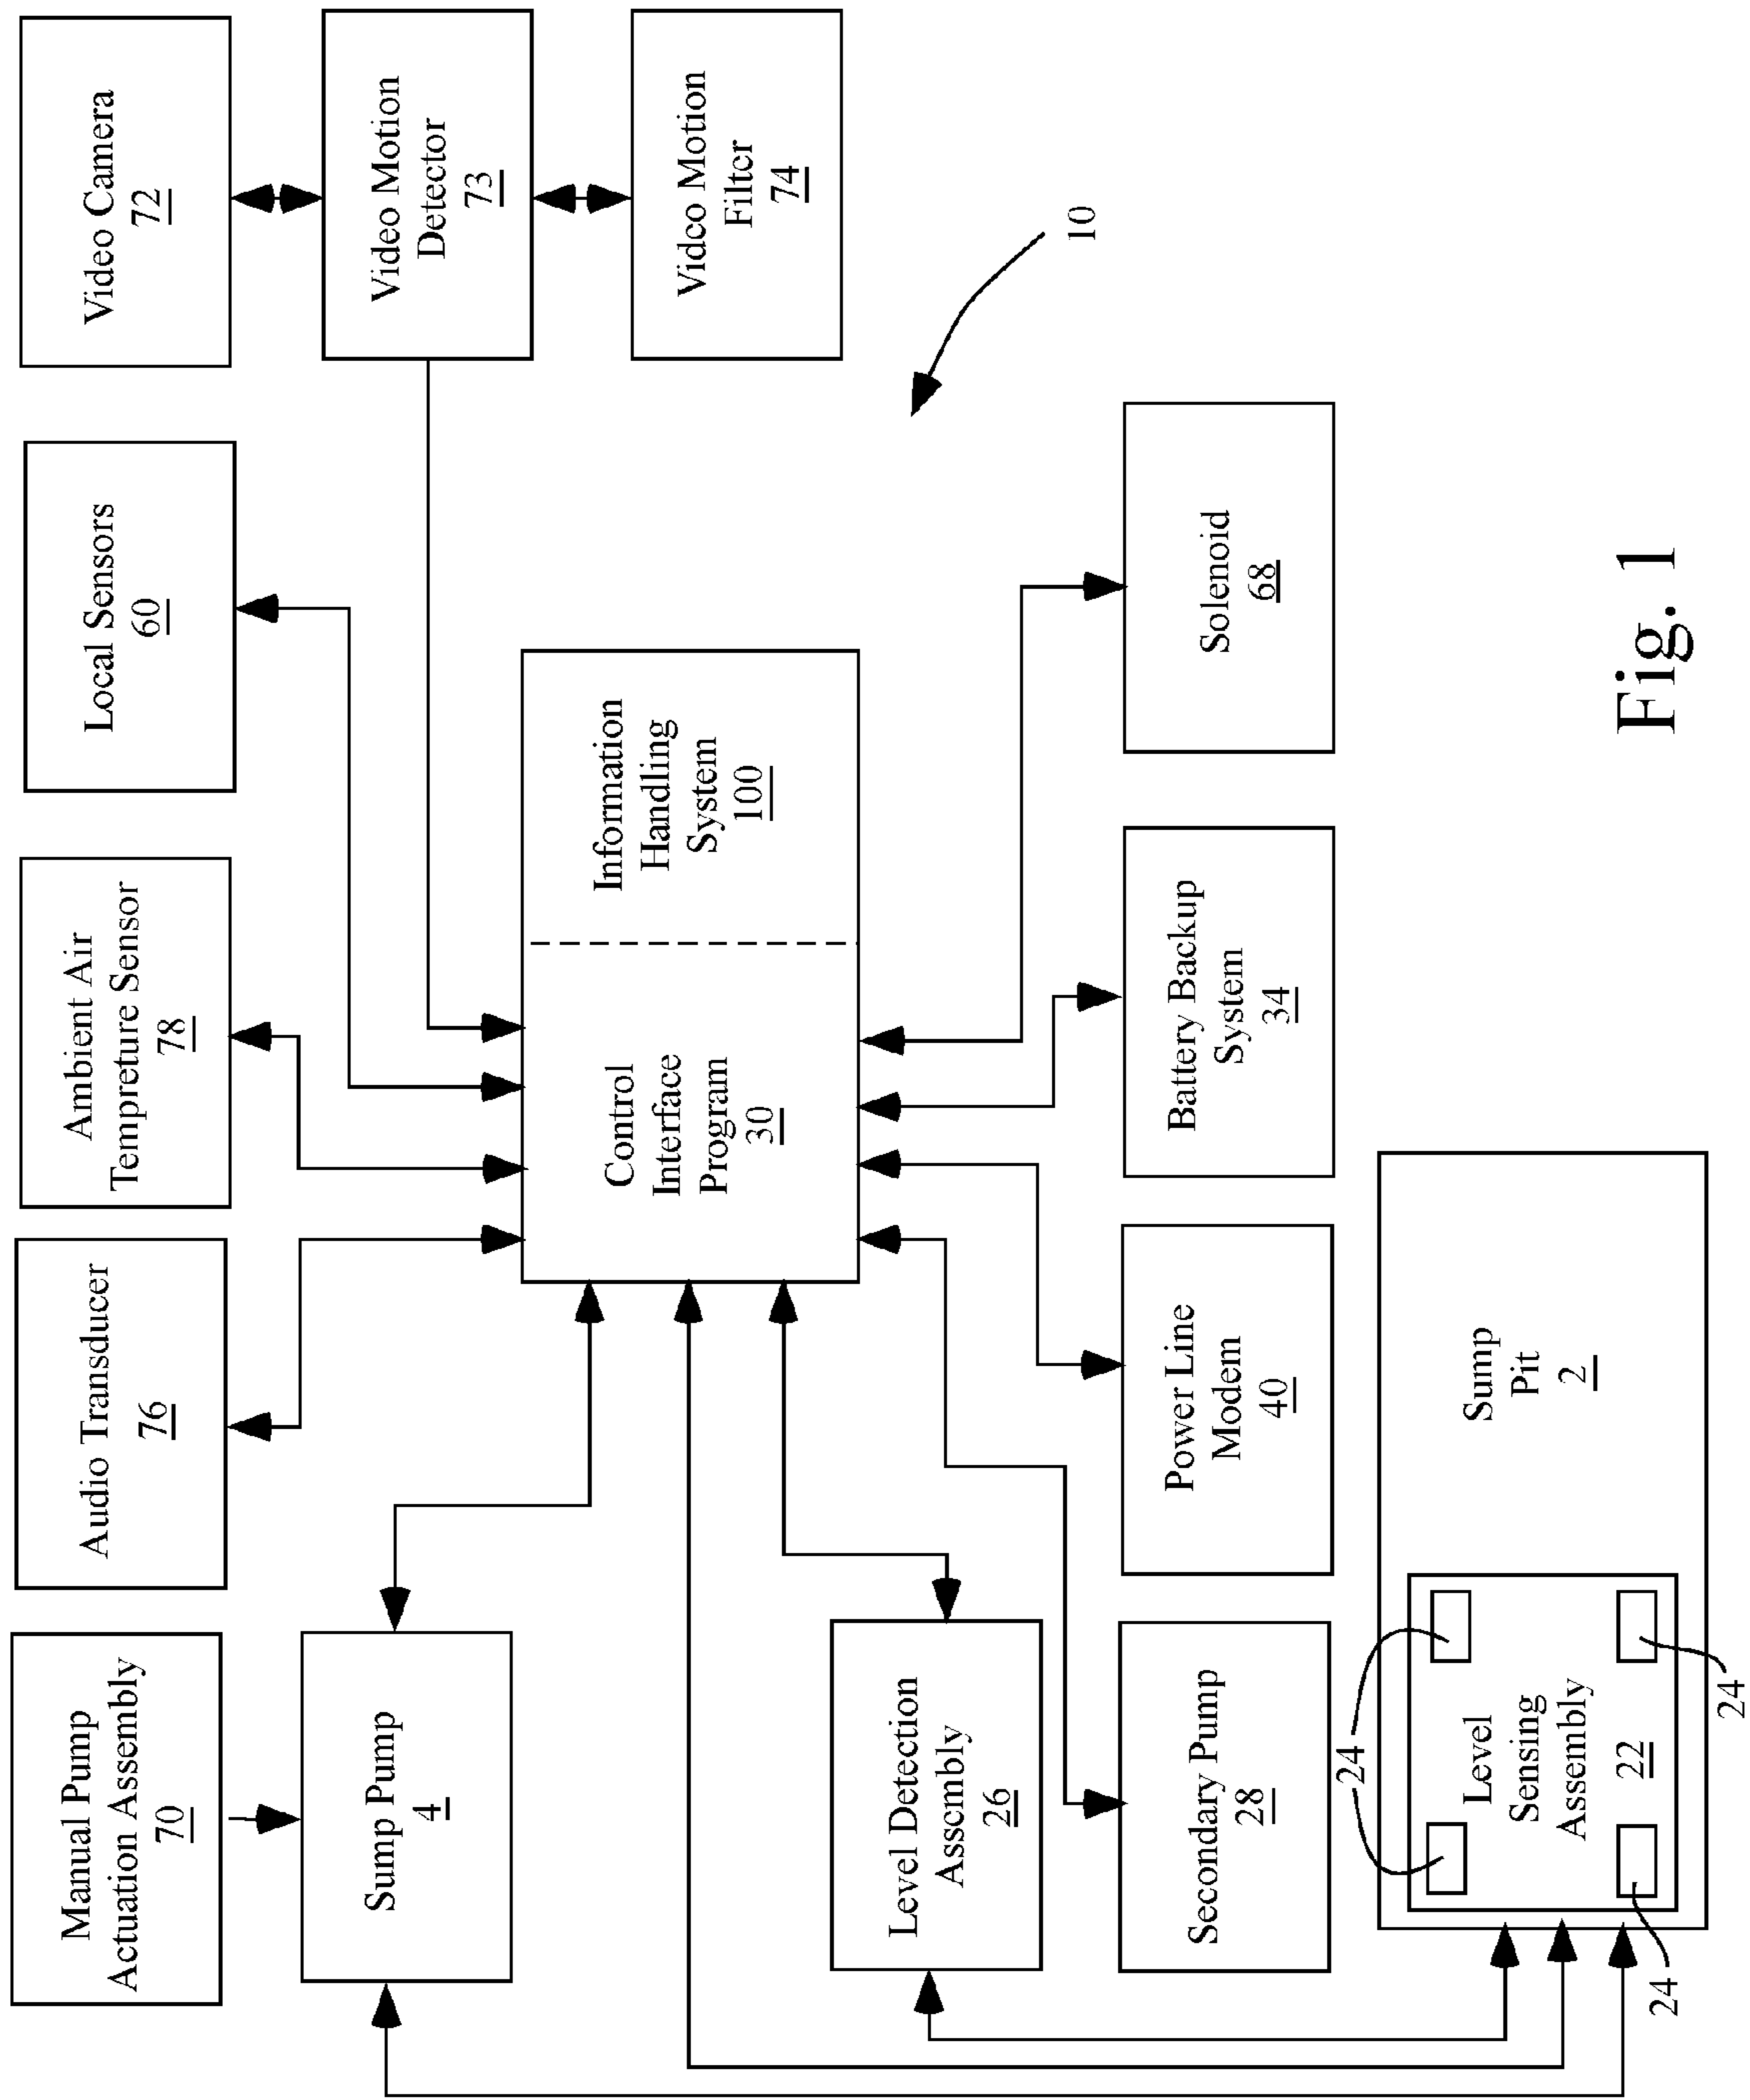 Manual Pump
Actuation Assembly
70
Audio Transducer
76
Ambient Air
Tempreture Sensor
78
Local Sensors
60
Video Camera
72
Sump Pump
4
Video Motion
Detector
73
Control
Interface
Program
30
Information
Handling
System
100
Video Motion
Filter
74
Level Detection
Assembly
26
10
Secondary Pump
28
Power Line
Modem
40
Battery Backup
System
34
Solenoid
68
24
Level
Sensing
Assembly
22
Sump
Pit
2
24
24
Fig. 1